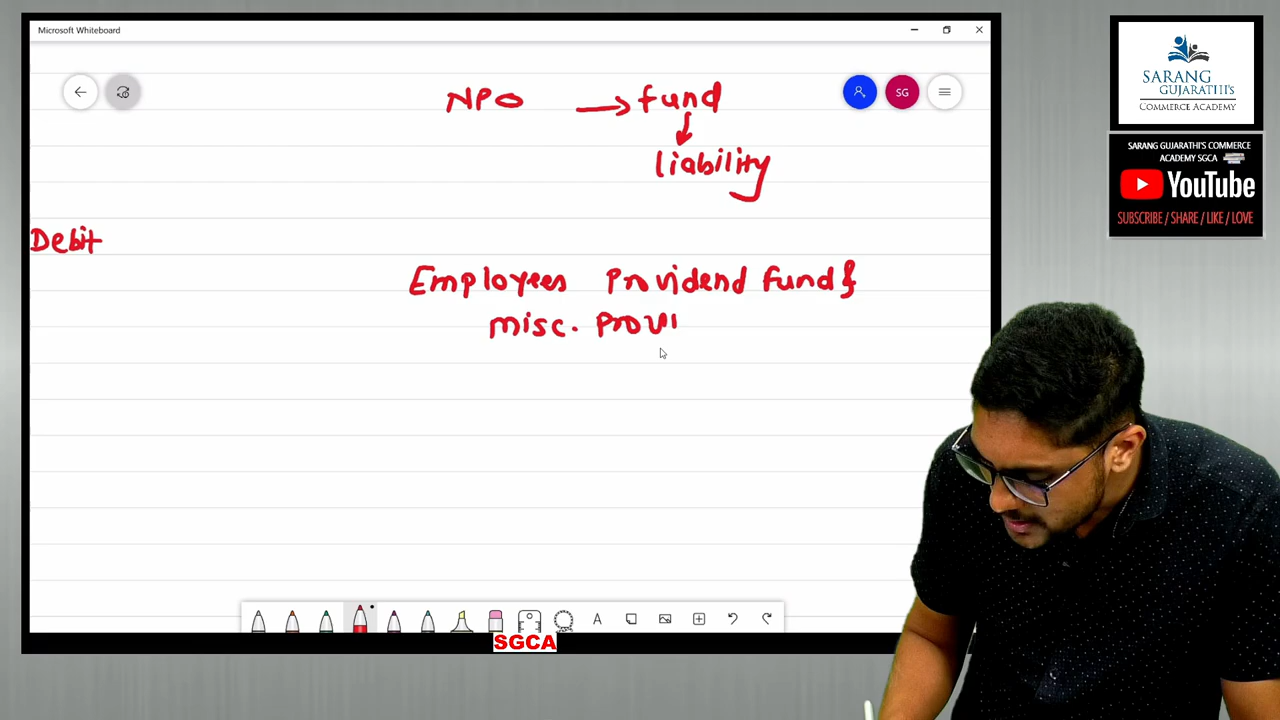 Microsoft Whiteboard
NPO → fund
↓
liability
SG
Debit
Employees Providend fund &
misc. Provi
SARANG
GUJARATHI'S
COMMERCE ACADEMY
SARANG GUJARATHI'S COMMERCE
ACADEMY SGCA
YouTube
SUBSCRIBE / SHARE / LIKE / LOVE
A
SGCA